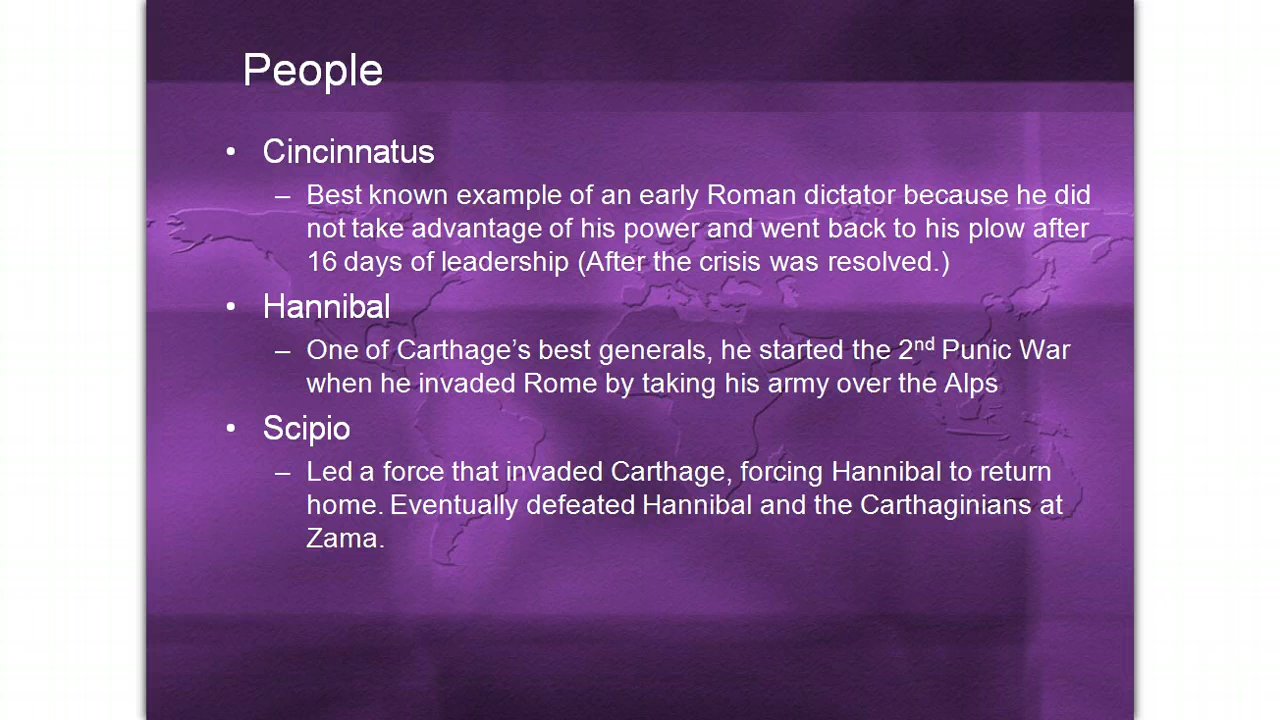 People
• Cincinnatus
– Best known example of an early Roman dictator because he did
not take advantage of his power and went back to his plow after
16 days of leadership (After the crisis was resolved.)
• Hannibal
– One of Carthage’s best generals, he started the 2nd Punic War
when he invaded Rome by taking his army over the Alps
• Scipio
– Led a force that invaded Carthage, forcing Hannibal to return
home. Eventually defeated Hannibal and the Carthaginians at
Zama.